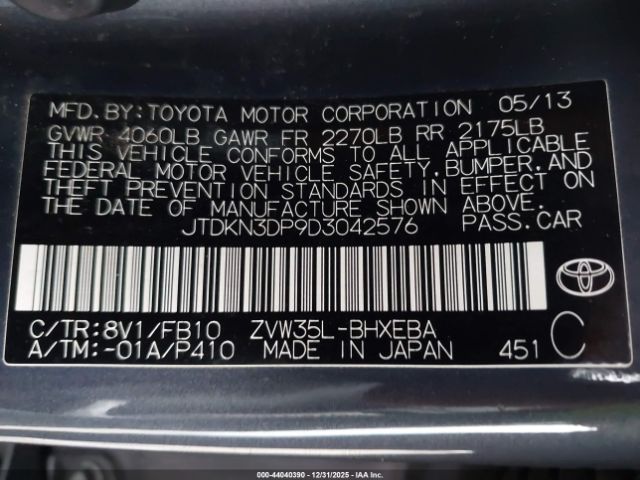 MFD. BY: TOYOTA MOTOR CORPORATION 05/13
GVWR 4060LB GAWR FR 2270LB RR 2175LB
THIS VEHICLE CONFORMS TO ALL APPLICABLE
FEDERAL MOTOR VEHICLE SAFETY, BUMPER, AND
THEFT PREVENTION STANDARDS IN EFFECT ON
THE DATE OF MANUFACTURE SHOWN ABOVE.
JTDKN3DP9D3042576 PASS. CAR
C/TR: 8V1/FB10 ZVW35L-BHXEBA
A/TM: -01A/P410 MADE IN JAPAN 451 C
TOYOTA
000-44040390 - 12/31/2025 - IAAI.COM